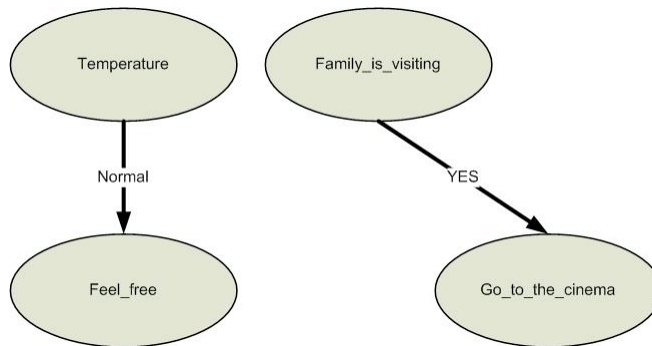 Temperature
Family_is_visiting
Normal
YES
Feel_free
Go_to_the_cinema